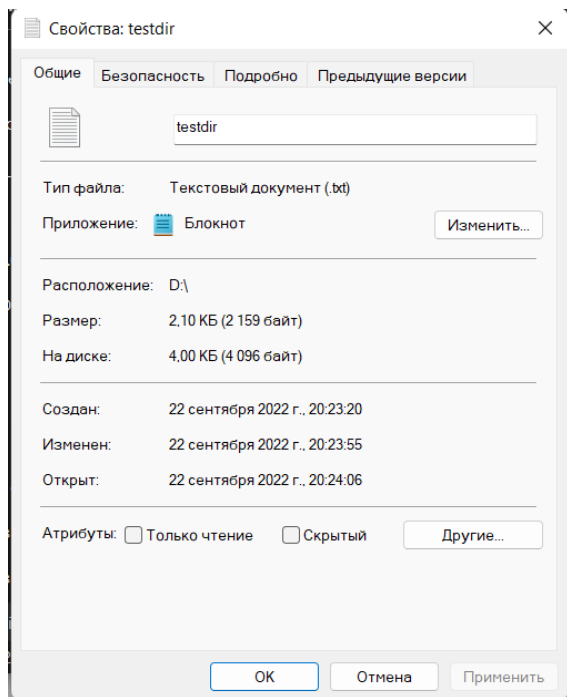 Свойства: testdir
Общие Безопасность Подробно Предыдущие версии
testdir
Тип файла: Текстовый документ (.txt)
Приложение: Блокнот Изменить...
Расположение: D:\
Размер: 2,10 КБ (2 159 байт)
На диске: 4,00 КБ (4 096 байт)
Создан: 22 сентября 2022 г., 20:23:20
Изменен: 22 сентября 2022 г., 20:23:55
Открыт: 22 сентября 2022 г., 20:24:06
Атрибуты: Только чтение Скрытый Другие...
ОК Отмена Применить